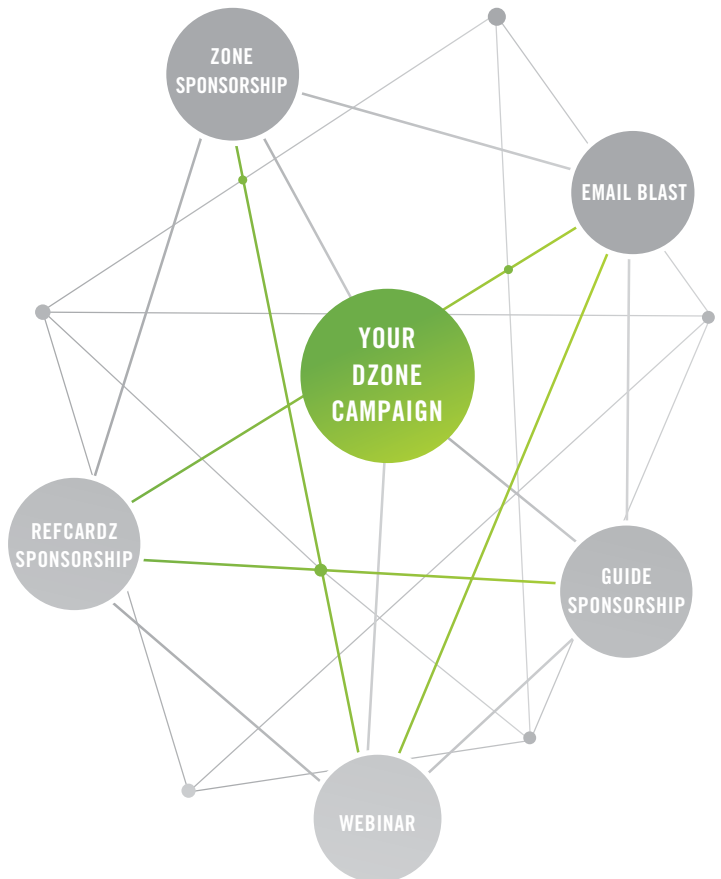 ZONE
SPONSORSHIP
EMAIL BLAST
YOUR
DZONE
CAMPAIGN
REFCARDZ
SPONSORSHIP
GUIDE
SPONSORSHIP
WEBINAR